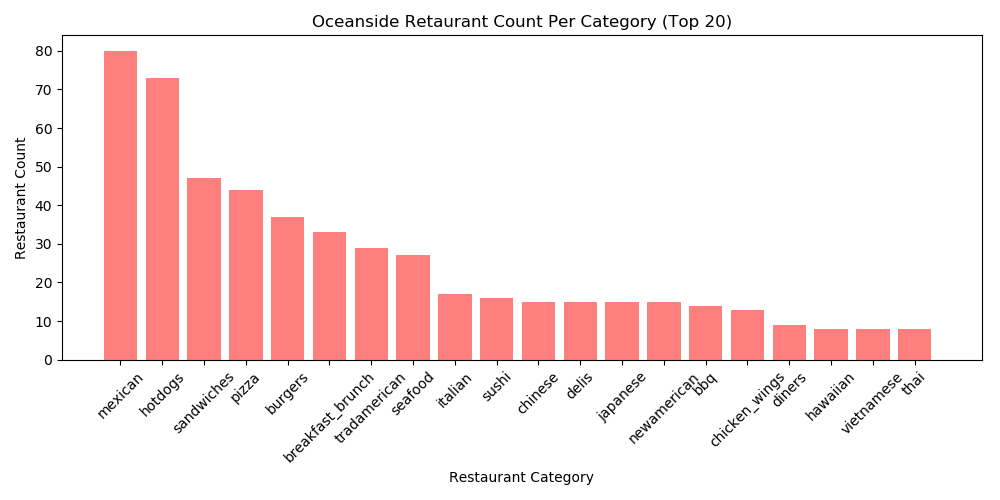 Oceanside Retaurant Count Per Category (Top 20)
Restaurant Count
80
70
60
50
40
30
20
10
0
mexican
hotdogs
sandwiches
pizza
burgers
breakfast_brunch
tradamerican
seafood
italian
sushi
chinese
delis
japanese
newamerican
bbq
chicken_wings
diners
hawaiian
vietnamese
thai
Restaurant Category